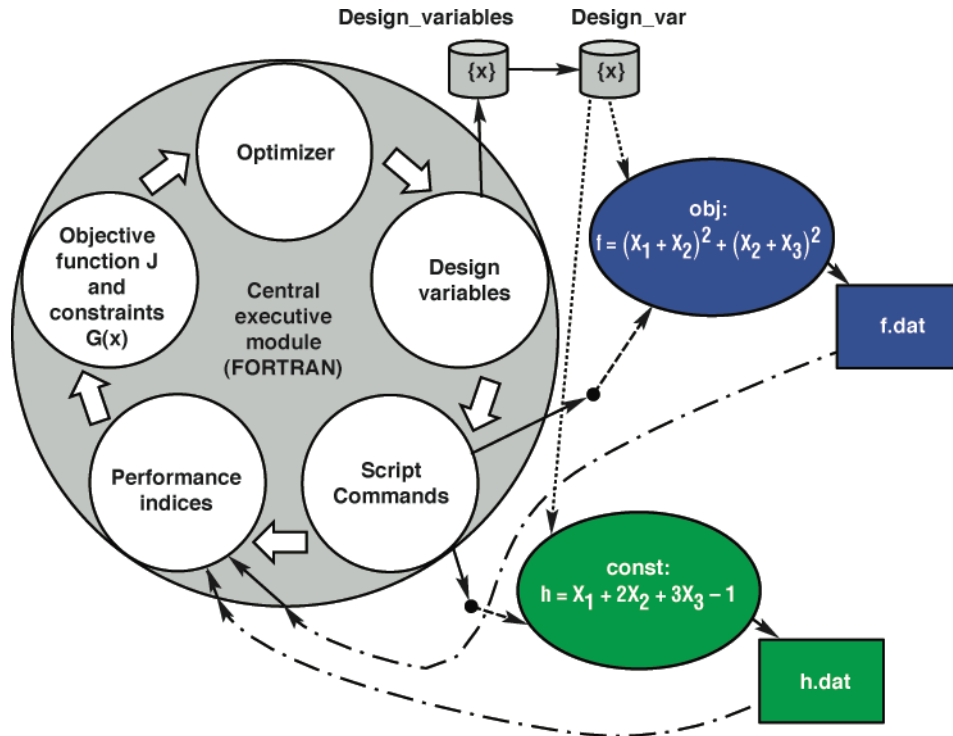 Design_variables
Design_var
{x}
{x}
Optimizer
Objective
function J
and
constraints
G(x)
Design
variables
Central
executive
module
(FORTRAN)
Performance
indices
Script
Commands
obj:
f = (X₁ + X₂)² + (X₂ + X₃)²
f.dat
const:
h = X₁ + 2X₂ + 3X₃ – 1
h.dat